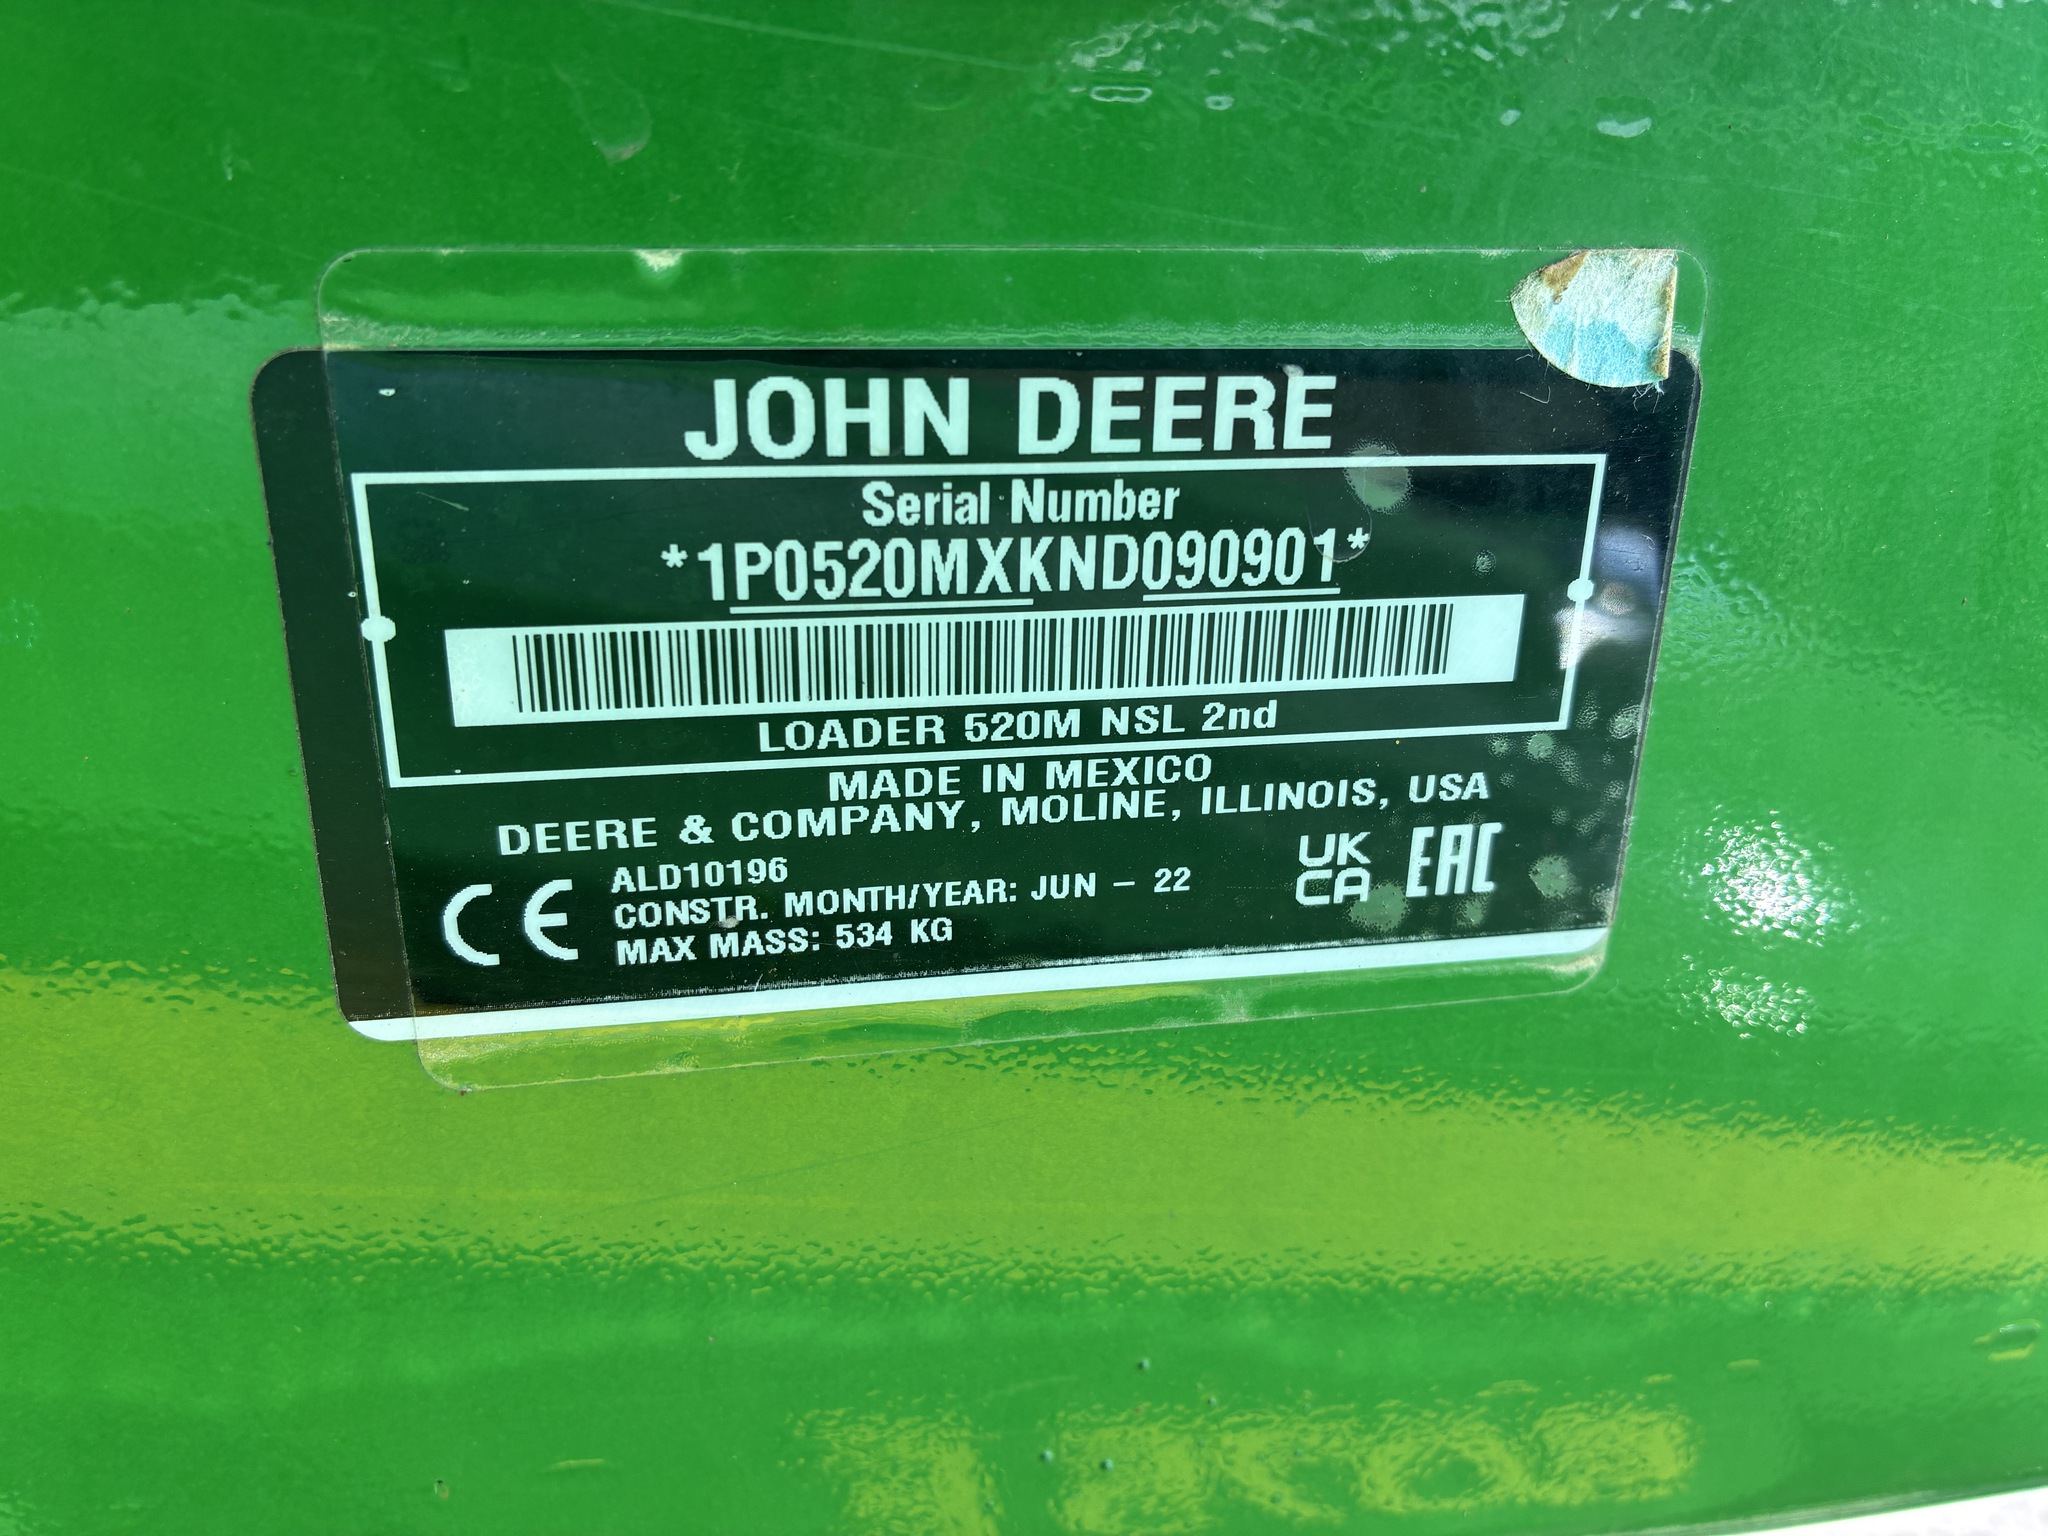 JOHN DEERE
Serial Number
*1P0520MXKND090901*
LOADER 520M NSL 2nd
MADE IN MEXICO
DEERE & COMPANY, MOLINE, ILLINOIS, USA
CE
ALD10196
CONSTR. MONTH/YEAR: JUN - 22
MAX MASS: 534 KG
UK
CA
EAC